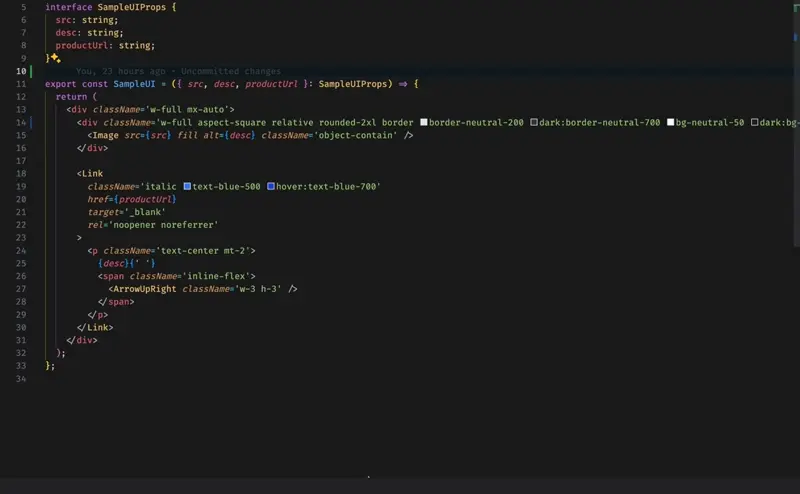 5 interface SampleUIProps {
6 src: string;
7 desc: string;
8 productUrl: string;
9 }
10 You, 23 hours ago · Uncommitted changes
11 export const SampleUI = ({ src, desc, productUrl }: SampleUIProps) => {
12 return (
13 <div className='w-full mx-auto'>
14 <div className='w-full aspect-square relative rounded-2xl border border-neutral-200 dark:border-neutral-700 bg-neutral-50 dark:bg-
15 <Image src={src} fill alt={desc} className='object-contain' />
16 </div>
17
18 <Link
19 className='italic text-blue-500 hover:text-blue-700'
20 href={productUrl}
21 target='_blank'
22 rel='noopener noreferrer'
23 >
24 <p className='text-center mt-2'>
25 {desc}{' '}
26 <span className='inline-flex'>
27 <ArrowUpRight className='w-3 h-3' />
28 </span>
29 </p>
30 </Link>
31 </div>
32 );
33 };
34